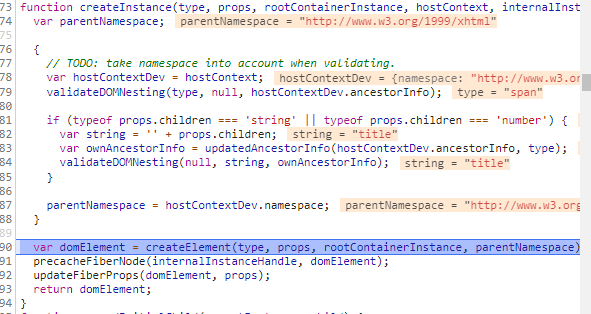 73 function createInstance(type, props, rootContainerInstance, hostContext, internalInst
74 var parentNamespace; parentNamespace = "http://www.w3.org/1999/xhtml"
75
76 {
77 // TODO: take namespace into account when validating.
78 var hostContextDev = hostContext; hostContextDev = {namespace: "http://www.w3.or
79 validateDOMNesting(type, null, hostContextDev.ancestorInfo); type = "span"
80
81 if (typeof props.children === 'string' || typeof props.children === 'number') {
82 var string = '' + props.children; string = "title"
83 var ownAncestorInfo = updatedAncestorInfo(hostContextDev.ancestorInfo, type);
84 validateDOMNesting(null, string, ownAncestorInfo); string = "title"
85 }
86
87 parentNamespace = hostContextDev.namespace; parentNamespace = "http://www.w3.org
88 }
89
90 var domElement = createElement(type, props, rootContainerInstance, parentNamespace)
91 precacheFiberNode(internalInstanceHandle, domElement);
92 updateFiberProps(domElement, props);
93 return domElement;
94 }